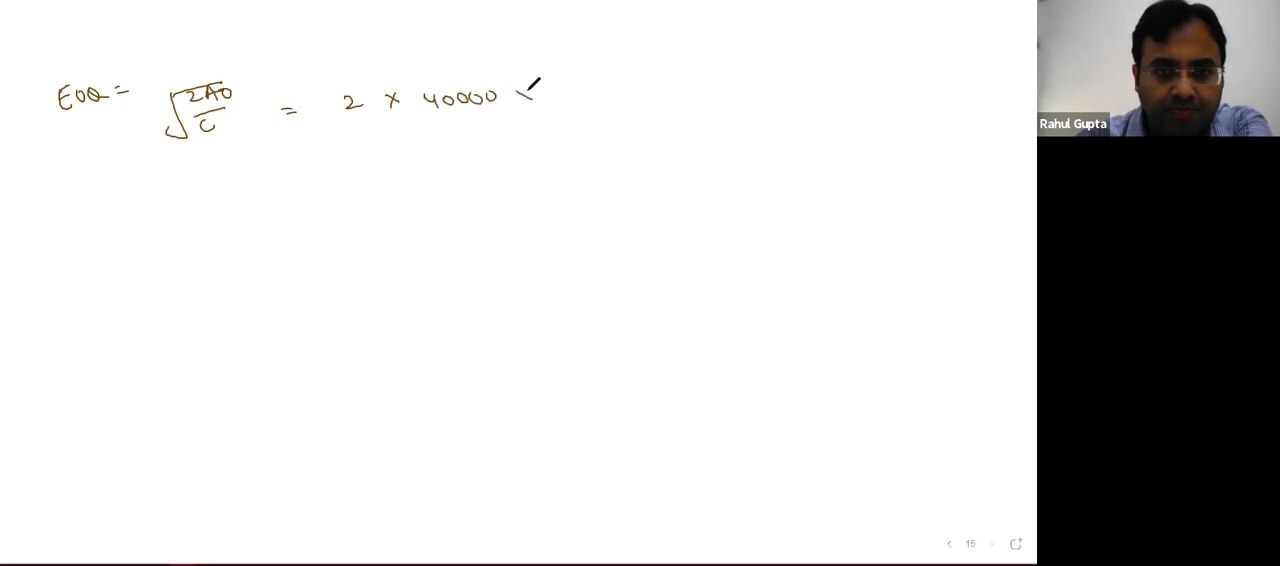 EOQ = √2AO/C = 2 × 40000 ×
Rahul Gupta
15